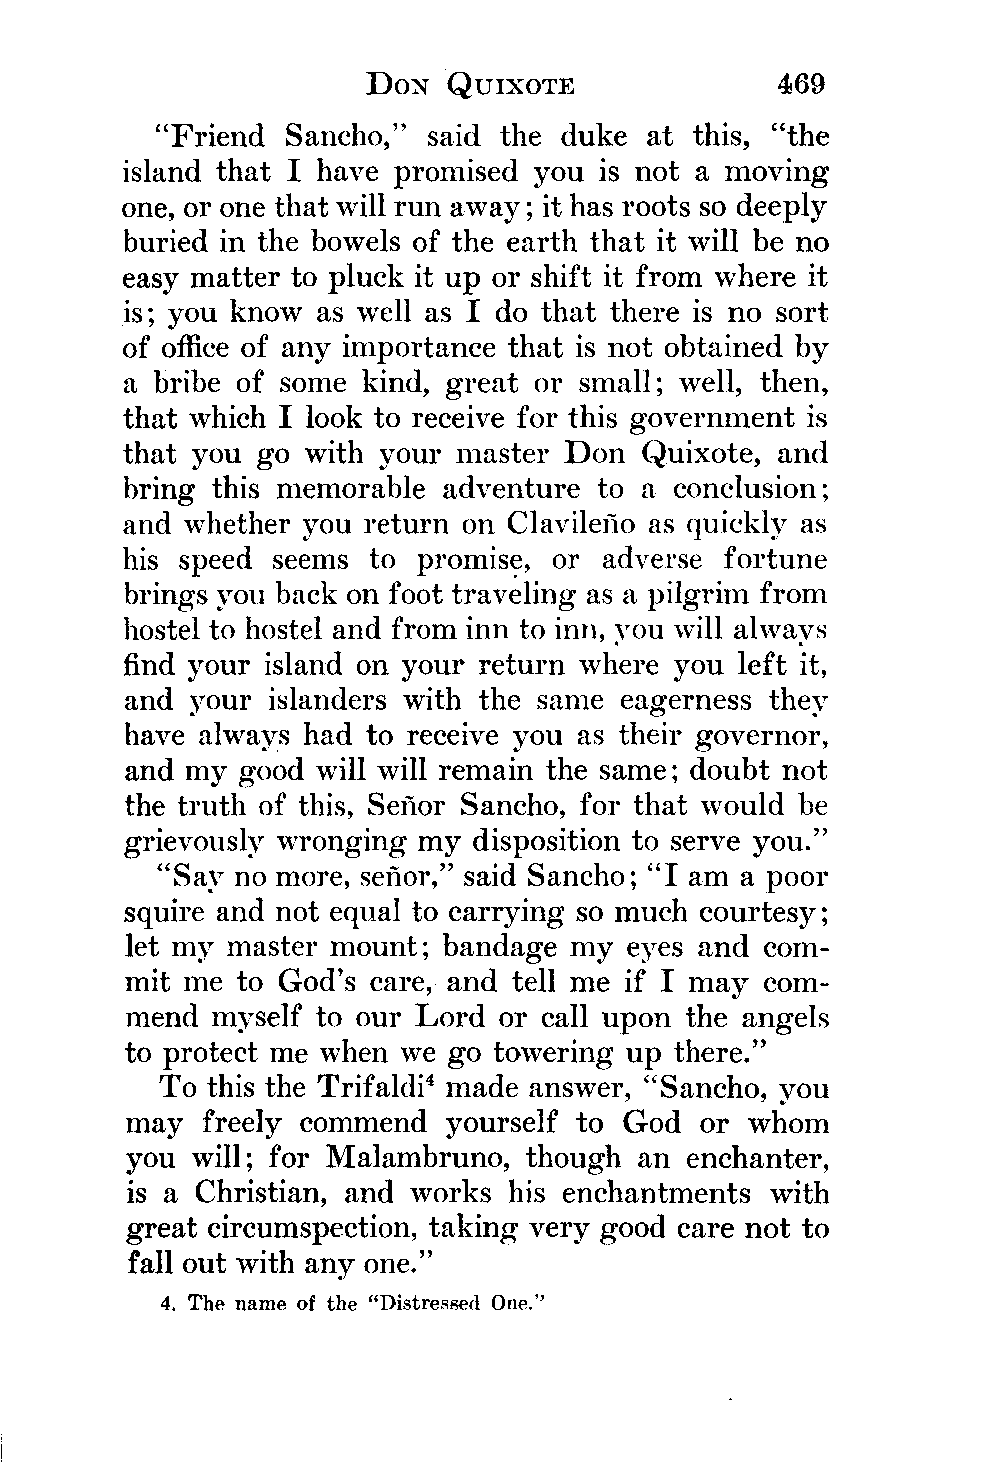 DON QUIXOTE 469
“Friend Sancho,” said the duke at this, “the
island that I have promised you is not a moving
one, or one that will run away; it has roots so deeply
buried in the bowels of the earth that it will be no
easy matter to pluck it up or shift it from where it
is; you know as well as I do that there is no sort
of office of any importance that is not obtained by
a bribe of some kind, great or small; well, then,
that which I look to receive for this government is
that you go with your master Don Quixote, and
bring this memorable adventure to a conclusion;
and whether you return on Clavileño as quickly as
his speed seems to promise, or adverse fortune
brings you back on foot traveling as a pilgrim from
hostel to hostel and from inn to inn, you will always
find your island on your return where you left it,
and your islanders with the same eagerness they
have always had to receive you as their governor,
and my good will will remain the same; doubt not
the truth of this, Señor Sancho, for that would be
grievously wronging my disposition to serve you.”
“Say no more, señor,” said Sancho; “I am a poor
squire and not equal to carrying so much courtesy;
let my master mount; bandage my eyes and com-
mit me to God’s care, and tell me if I may com-
mend myself to our Lord or call upon the angels
to protect me when we go towering up there.”
To this the Trifaldi⁴ made answer, “Sancho, you
may freely commend yourself to God or whom
you will; for Malambruno, though an enchanter,
is a Christian, and works his enchantments with
great circumspection, taking very good care not to
fall out with any one.”
4. The name of the “Distressed One.”